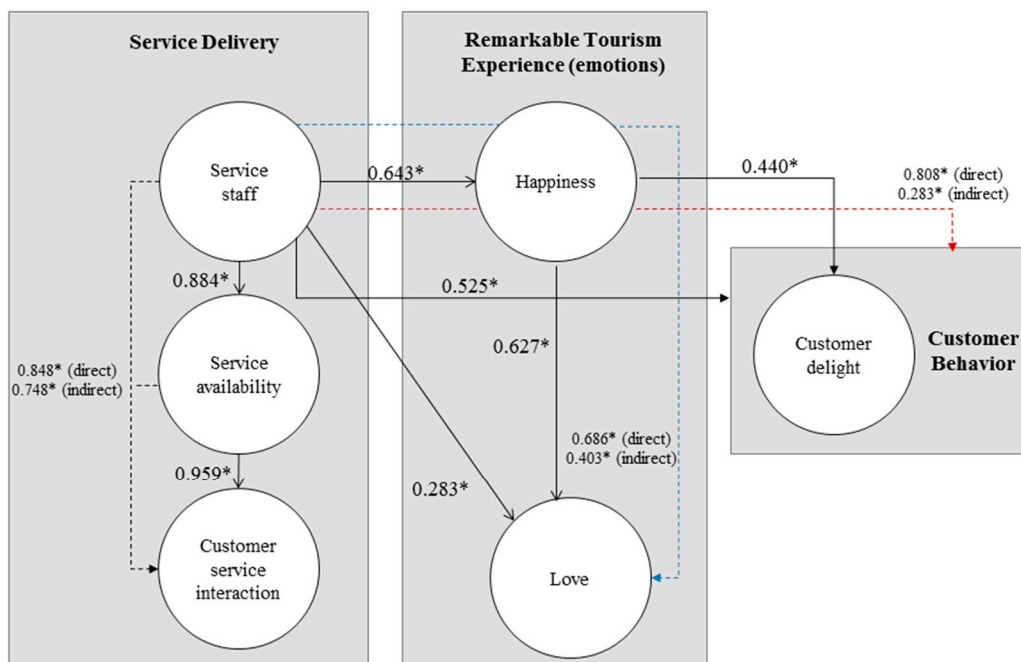 Service Delivery
Remarkable Tourism
Experience (emotions)
Service
staff
0.643*
Happiness
0.440*
0.808* (direct)
0.283* (indirect)
0.884*
0.525*
Service
availability
0.627*
Customer
delight
Customer
Behavior
0.848* (direct)
0.748* (indirect)
0.686* (direct)
0.403* (indirect)
0.959*
0.283*
Customer
service
interaction
Love